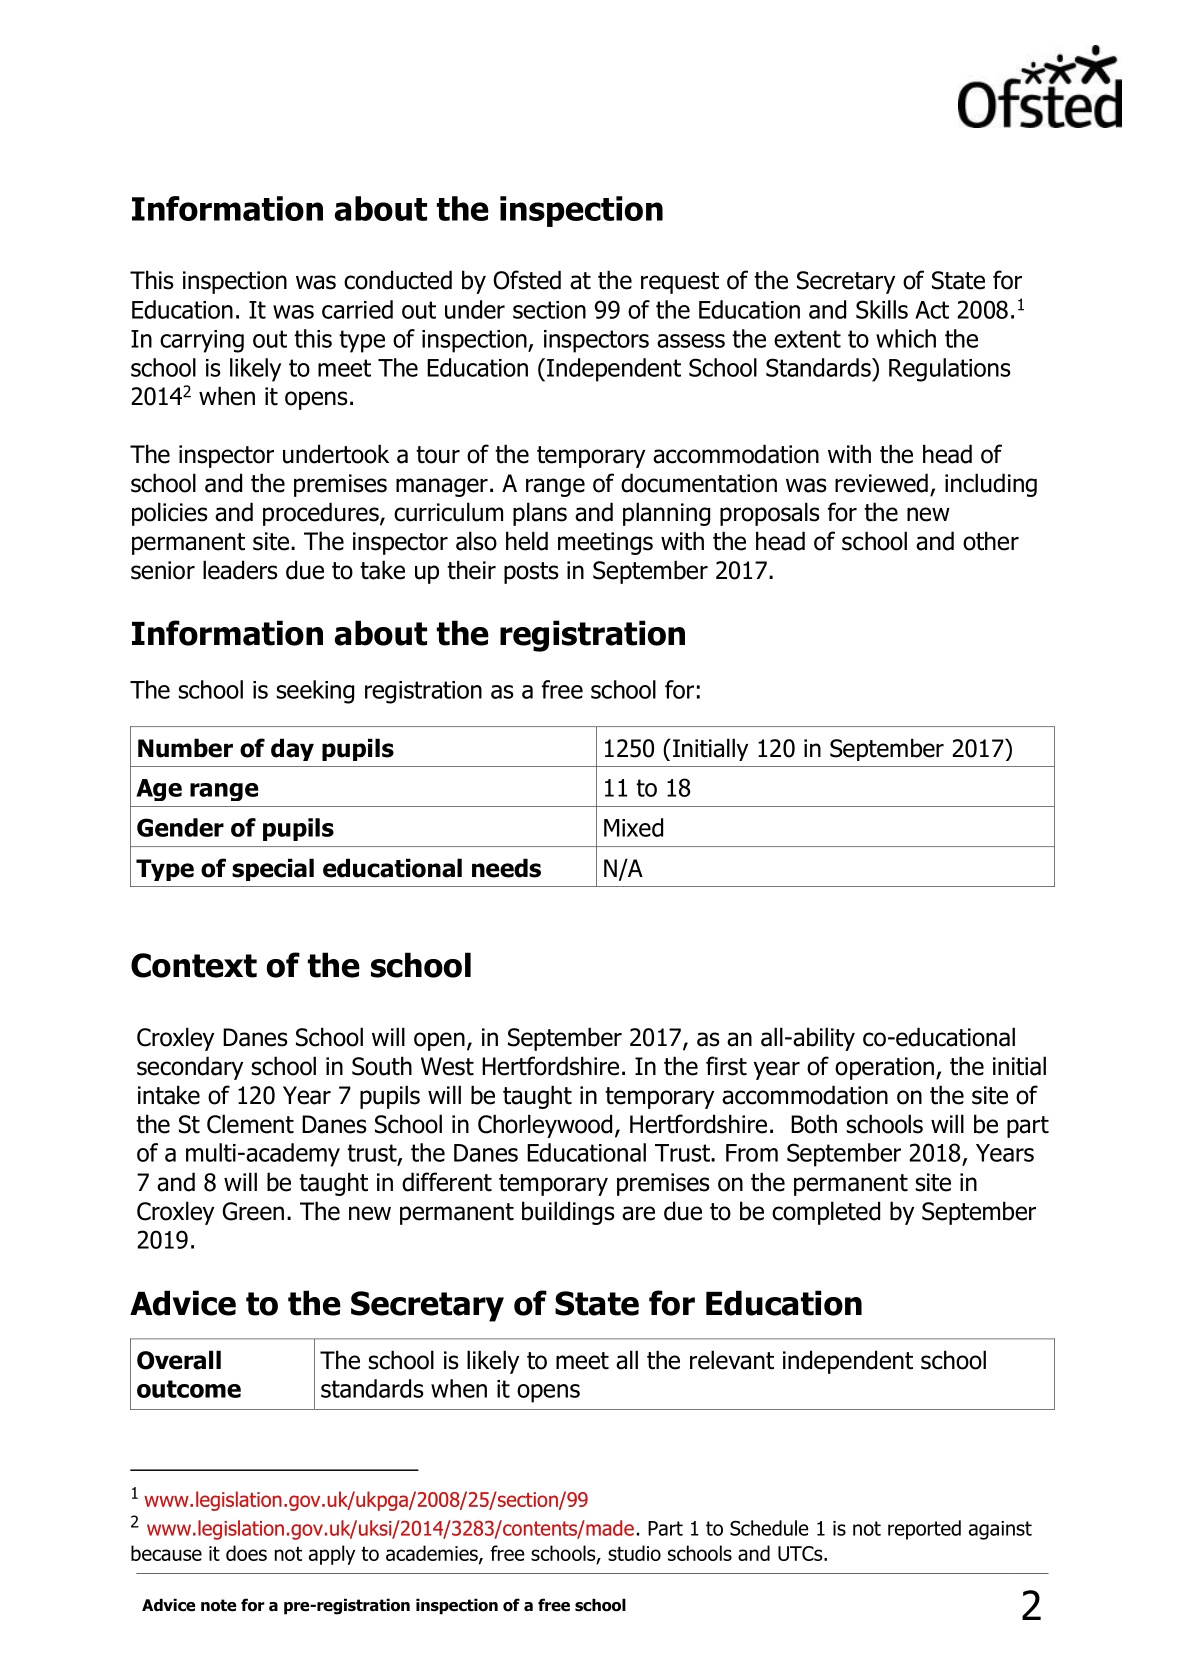 Ofsted
Information about the inspection
This inspection was conducted by Ofsted at the request of the Secretary of State for
Education. It was carried out under section 99 of the Education and Skills Act 2008.1
In carrying out this type of inspection, inspectors assess the extent to which the
school is likely to meet The Education (Independent School Standards) Regulations
20142 when it opens.
The inspector undertook a tour of the temporary accommodation with the head of
school and the premises manager. A range of documentation was reviewed, including
policies and procedures, curriculum plans and planning proposals for the new
permanent site. The inspector also held meetings with the head of school and other
senior leaders due to take up their posts in September 2017.
Information about the registration
The school is seeking registration as a free school for:
Number of day pupils 1250 (Initially 120 in September 2017)
Age range 11 to 18
Gender of pupils Mixed
Type of special educational needs N/A
Context of the school
Croxley Danes School will open, in September 2017, as an all-ability co-educational
secondary school in South West Hertfordshire. In the first year of operation, the initial
intake of 120 Year 7 pupils will be taught in temporary accommodation on the site of
the St Clement Danes School in Chorleywood, Hertfordshire.  Both schools will be part
of a multi-academy trust, the Danes Educational Trust. From September 2018, Years
7 and 8 will be taught in different temporary premises on the permanent site in
Croxley Green. The new permanent buildings are due to be completed by September
2019.
Advice to the Secretary of State for Education
Overall The school is likely to meet all the relevant independent school
outcome standards when it opens
1 www.legislation.gov.uk/ukpga/2008/25/section/99
2 www.legislation.gov.uk/uksi/2014/3283/contents/made. Part 1 to Schedule 1 is not reported against
because it does not apply to academies, free schools, studio schools and UTCs.
Advice note for a pre-registration inspection of a free school 2